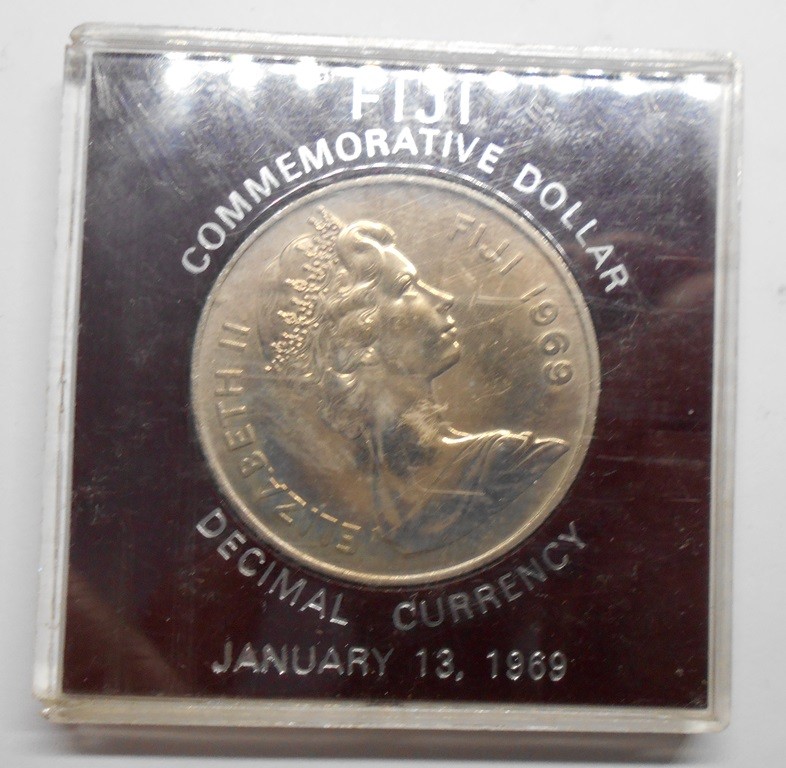 FIJI
COMMEMORATIVE DOLLAR
ELIZABETH II
FIJI 1969
DECIMAL CURRENCY
JANUARY 13, 1969